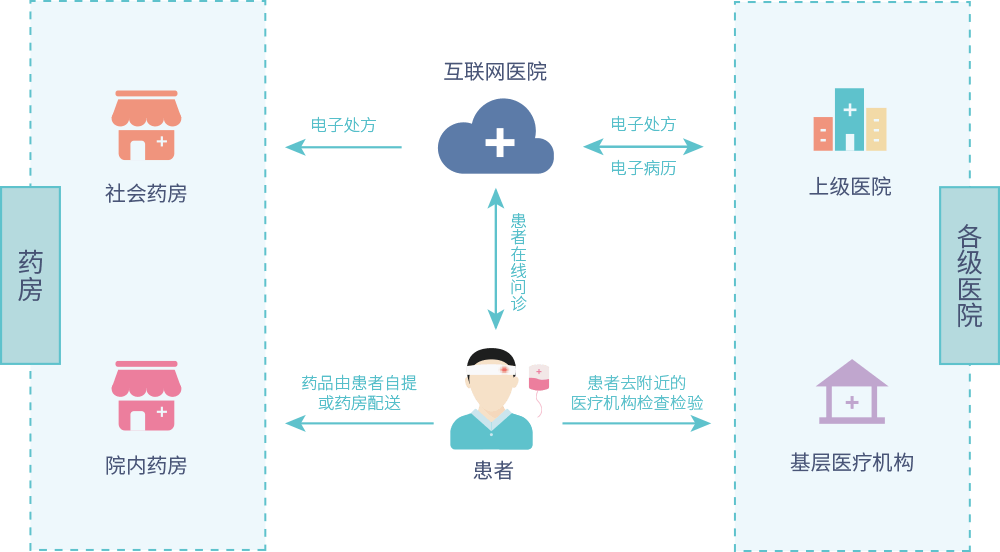 互联网医院
电子处方
电子处方
电子病历
社会药房
上级医院
药房
各级医院
患者在线问诊
药品由患者自提
或药房配送
患者去附近的
医疗机构检查检验
院内药房
患者
基层医疗机构